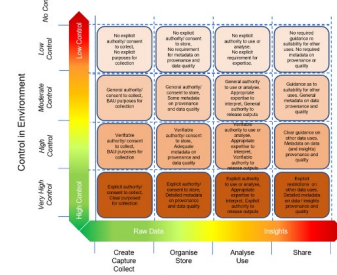 No Con
Low
Control
Moderate
Control
High
Control
Very High
Control
Control in Environment
Low Control
High Control
No explicit
authority/ consent
to collect,
No explicit
purposes for
collection
No explicit
authority/ consent
to store,
No requirement
for metadata on
provenance and
data quality
No explicit
authority to use or
analyse.
No explicit
requirement for
expertise.
No required
guidance re
suitability for other
uses. No required
metadata on
provenance or
quality
General authority/
consent to collect,
BAU purposes for
collection
General authority/
consent to store,
Some metadata
on provenance
and data quality
General authority
to use or analyse.
Appropriate
expertise to
interpret, General
authority to
release outputs
Guidance as to
suitability for other
uses. General
metadata on data
provenance and
quality
Verifiable
authority/ consent
to collect,
BAU purposes for
collection
Verifiable
authority/ consent
to store,
Adequate
metadata on
provenance and
data quality
authority to use or
analyse.
Appropriate
expertise to
interpret,
Verifiable
authority to
release outputs
Clear guidance on
other data uses.
Metadata on data
(and insights)
provenance and
quality
Explicit authority/
consent to collect,
Clear purposes for
collection
Explicit authority/
consent to store,
Detailed metadata
on provenance
and data quality
Explicit authority
to use or analyse,
Appropriate
expertise to
interpret, Explicit
authority to
release outputs
Explicit
restrictions on
other data uses.
Detailed metadata
on data / insights
provenance and
quality
Raw Data
Insights
Create
Capture
Collect
Organise
Store
Analyse
Use
Share